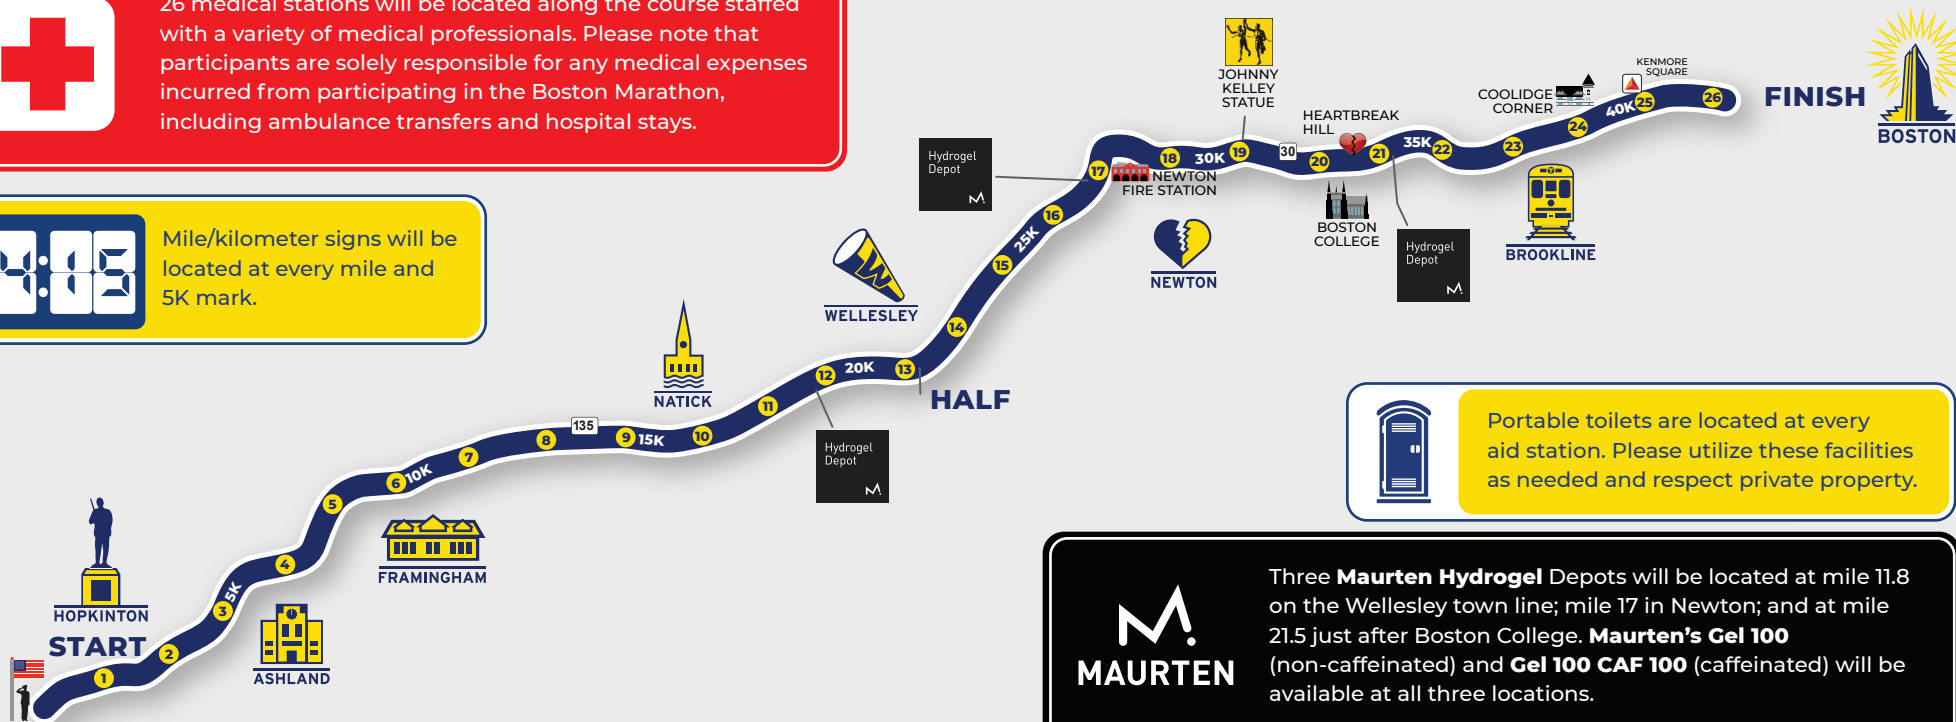 26 medical stations will be located along the course staffed
with a variety of medical professionals. Please note that
participants are solely responsible for any medical expenses
incurred from participating in the Boston Marathon,
including ambulance transfers and hospital stays.
4:15
Mile/kilometer signs will be
located at every mile and
5K mark.
HOPKINTON
START
1
2
3
5K
4
ASHLAND
5
6
10K
FRAMINGHAM
7
8
135
9
15K
10
NATICK
11
12
Hydrogel
Depot
20K
13
HALF
WELLESLEY
14
15
25K
16
Hydrogel
Depot
17
NEWTON
FIRE STATION
18
30K
NEWTON
19
JOHNNY
KELLEY
STATUE
30
20
BOSTON
COLLEGE
HEARTBREAK
HILL
21
Hydrogel
Depot
35K
22
23
BROOKLINE
COOLIDGE
CORNER
24
40K
25
KENMORE
SQUARE
26
FINISH
BOSTON
Portable toilets are located at every
aid station. Please utilize these facilities
as needed and respect private property.
MAURTEN
Three Maurten Hydrogel Depots will be located at mile 11.8
on the Wellesley town line; mile 17 in Newton; and at mile
21.5 just after Boston College. Maurten's Gel 100
(non-caffeinated) and Gel 100 CAF 100 (caffeinated) will be
available at all three locations.